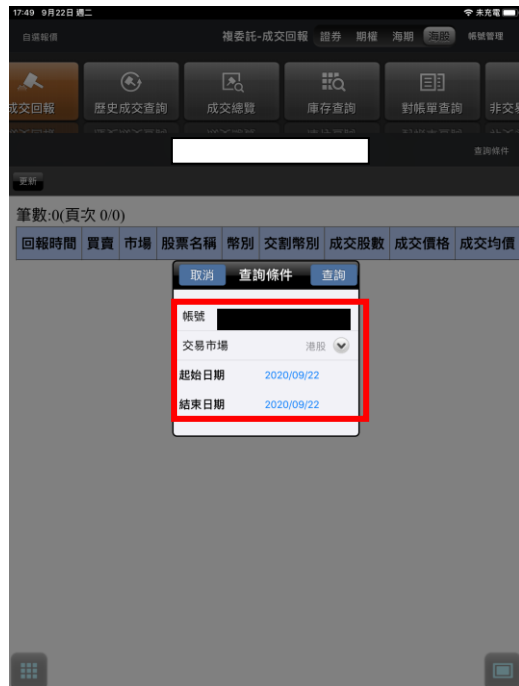 17:49 9月22日 週二 未充電
自選報價 複委託-成交回報 證券 期權 海期 海股 帳號管理
成交回報 歷史成交查詢 成交總覽 庫存查詢 對帳單查詢 非交易
查詢條件
更新
筆數:0(頁次 0/0)
回報時間 買賣 市場 股票名稱 幣別 交割幣別 成交股數 成交價格 成交均價
取消 查詢條件 查詢
帳號
交易市場 港股
起始日期 2020/09/22
結束日期 2020/09/22